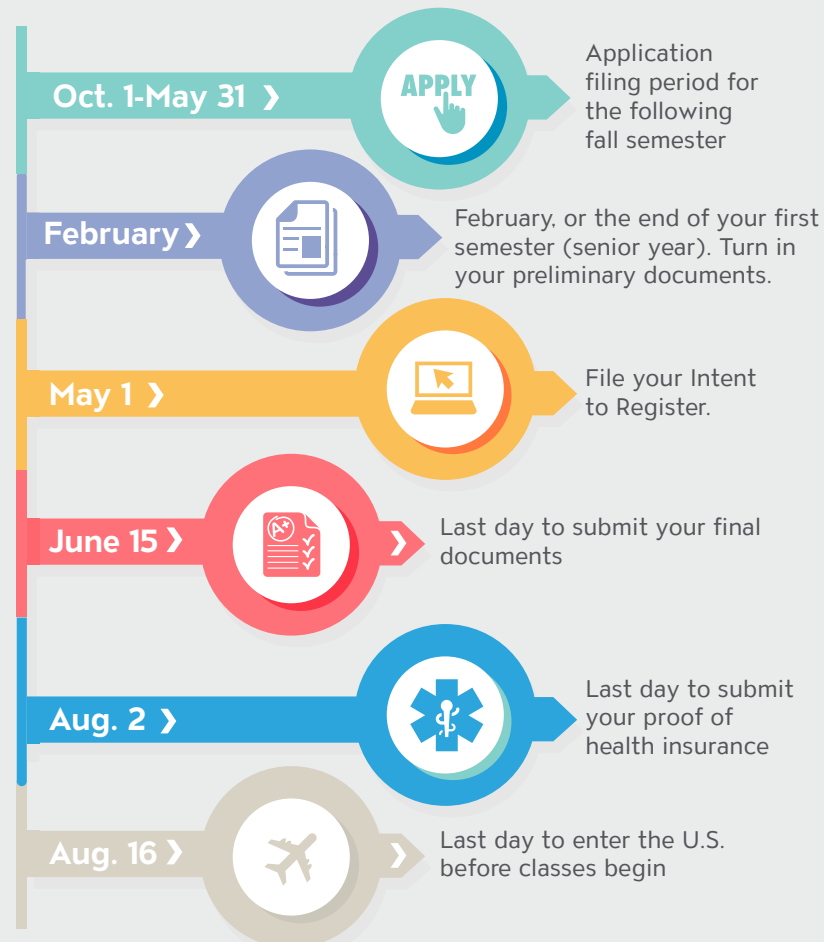 Oct. 1-May 31 ❯
APPLY
Application
filing period for
the following
fall semester
February ❯
February, or the end of your first
semester (senior year). Turn in
your preliminary documents.
May 1 ❯
File your Intent
to Register.
June 15 ❯
A+
Last day to submit your final
documents
Aug. 2 ❯
Last day to submit
your proof of
health insurance
Aug. 16 ❯
Last day to enter the U.S.
before classes begin